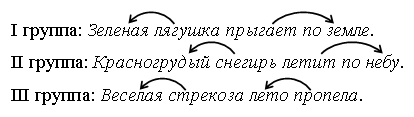 I группа: Зеленая лягушка прыгает по земле.
II группа: Красногрудый снегирь летит по небу.
III группа: Веселая стрекоза лето пропела.